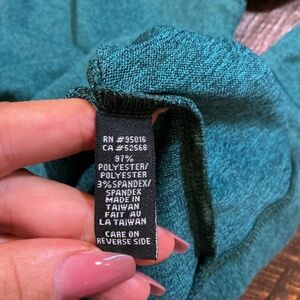 RN #95016
CA #52568
97%
POLYESTER/
POLYESTER
3%SPANDEX/
SPANDEX
MADE IN
TAIWAN
FAIT AU
LA TAIWAN
CARE ON
REVERSE SIDE